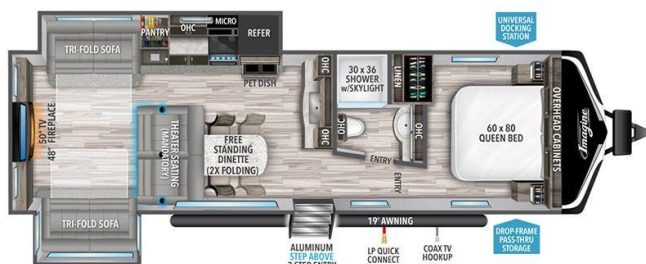 UNIVERSAL
DOCKING
STATION
PANTRY
OHC
MICRO
REFER
TRI-FOLD SOFA
PET DISH
OHC
30 x 36
SHOWER
w/SKYLIGHT
LINEN
50" TV
48" FIREPLACE
THEATER SEATING
(MANDATORY)
FREE
STANDING
DINETTE
(2X FOLDING)
OHC
OHC
OHC
ENTRY
ENTRY
60 x 80
QUEEN BED
OVERHEAD CABINETS
Imagine
TRI-FOLD SOFA
19' AWNING
ALUMINUM
STEP ABOVE
3 STEP ENTRY
LP QUICK
CONNECT
COAX TV
HOOKUP
DROP-FRAME
PASS-THRU
STORAGE